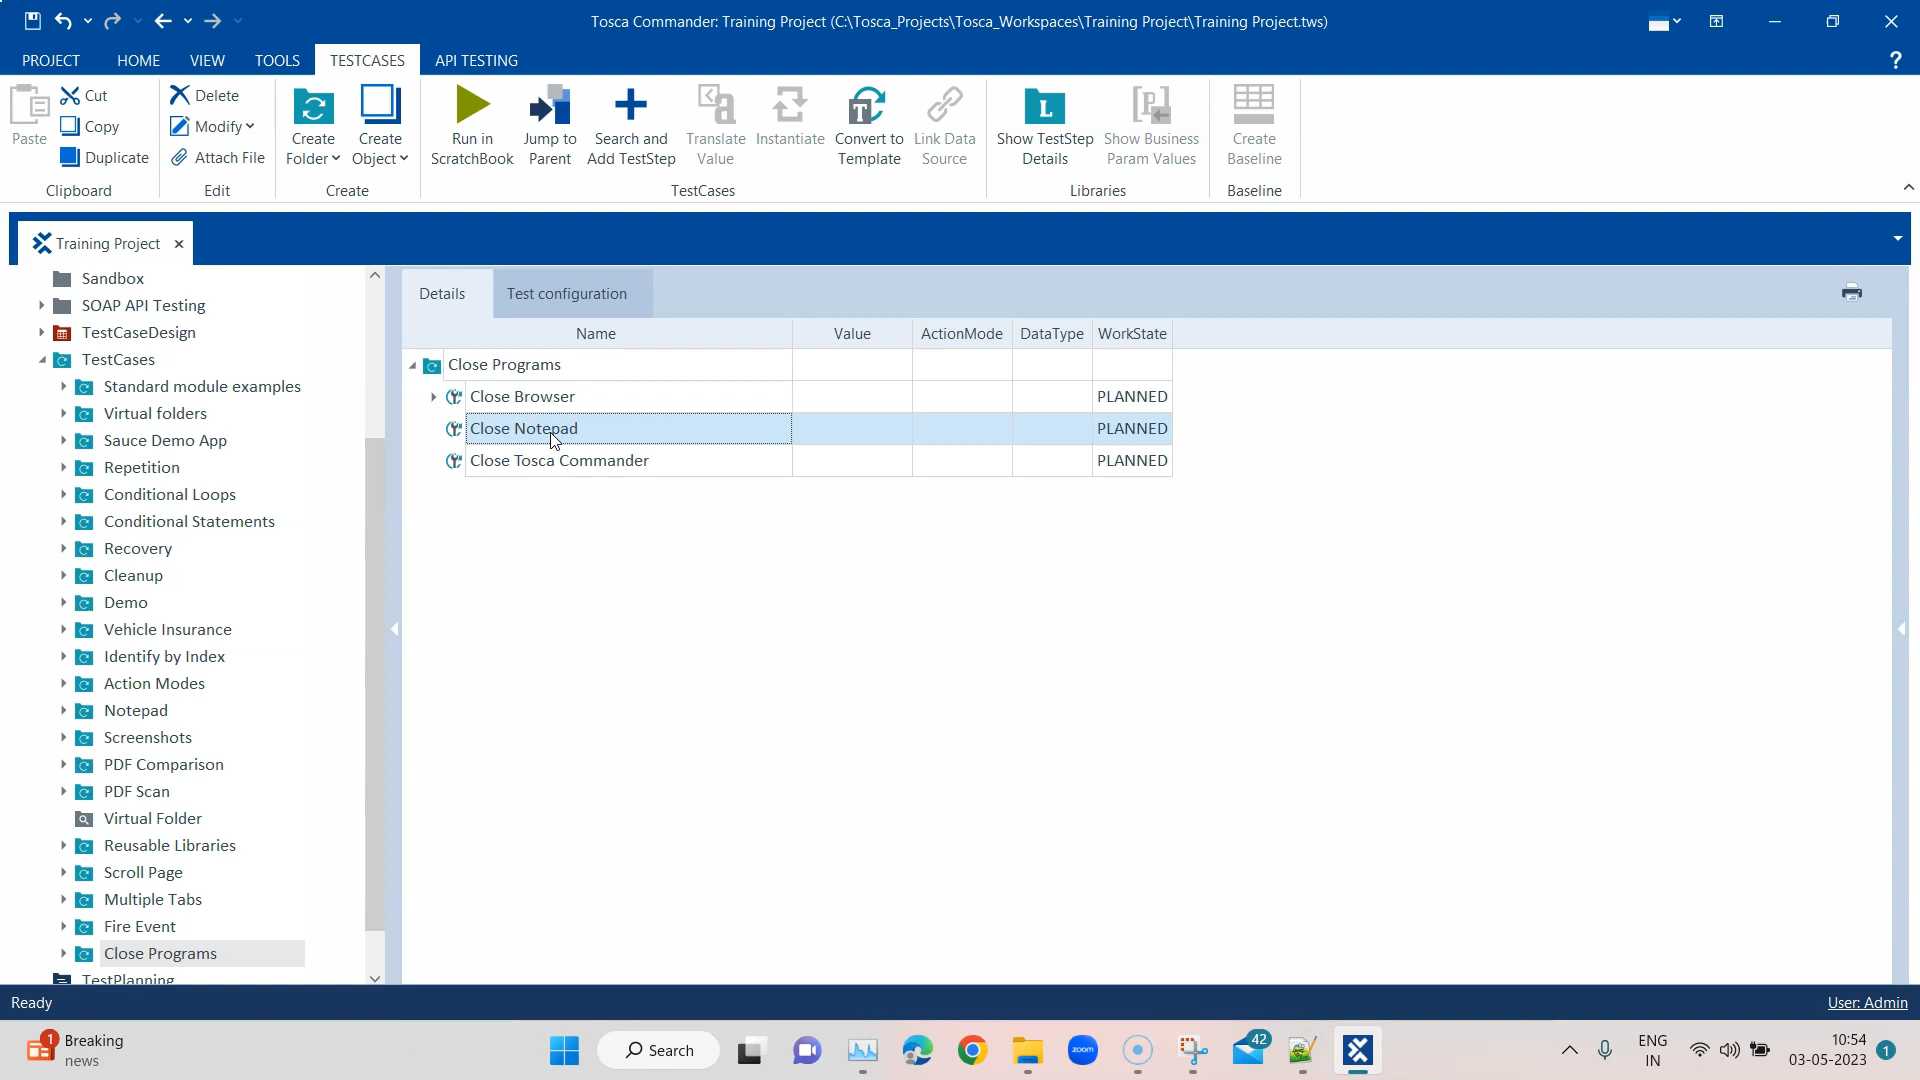 Tosca Commander: Training Project (C:\Tosca_Projects\Tosca_Workspaces\Training Project\Training Project.tws)
PROJECT HOME VIEW TOOLS TESTCASES API TESTING ?
Paste Cut Copy Duplicate
Clipboard
Delete Modify Attach File
Edit
Create Folder Create Object
Create
Run in ScratchBook Jump to Parent Search and Add TestStep Translate Value Instantiate Convert to Template Link Data Source
TestCases
Show TestStep Details Show Business Param Values
Libraries
Create Baseline
Baseline
Training Project
Sandbox
SOAP API Testing
TestCaseDesign
TestCases
Standard module examples
Virtual folders
Sauce Demo App
Repetition
Conditional Loops
Conditional Statements
Recovery
Cleanup
Demo
Vehicle Insurance
Identify by Index
Action Modes
Notepad
Screenshots
PDF Comparison
PDF Scan
Virtual Folder
Reusable Libraries
Scroll Page
Multiple Tabs
Fire Event
Close Programs
TestPlanning
Details Test configuration
Name Value ActionMode DataType WorkState
Close Programs
Close Browser PLANNED
Close Notepad PLANNED
Close Tosca Commander PLANNED
Ready User: Admin
1 Breaking
news
Search
zoom
42
ENG
IN
10:54
03-05-2023
1